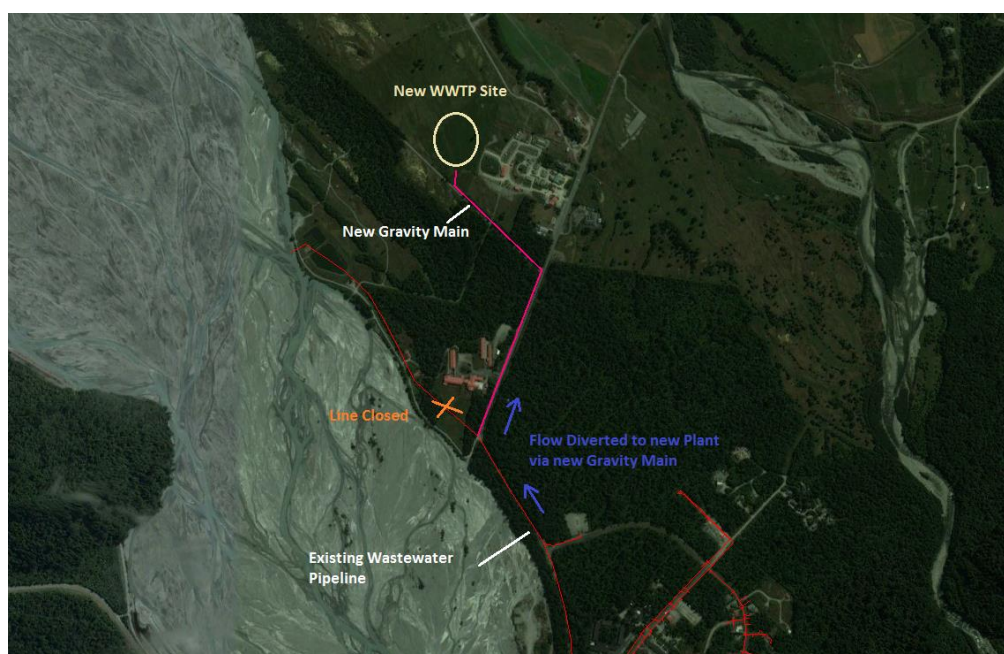 New WWTP Site
New Gravity Main
Line Closed
Flow Diverted to new Plant
via new Gravity Main
Existing Wastewater
Pipeline